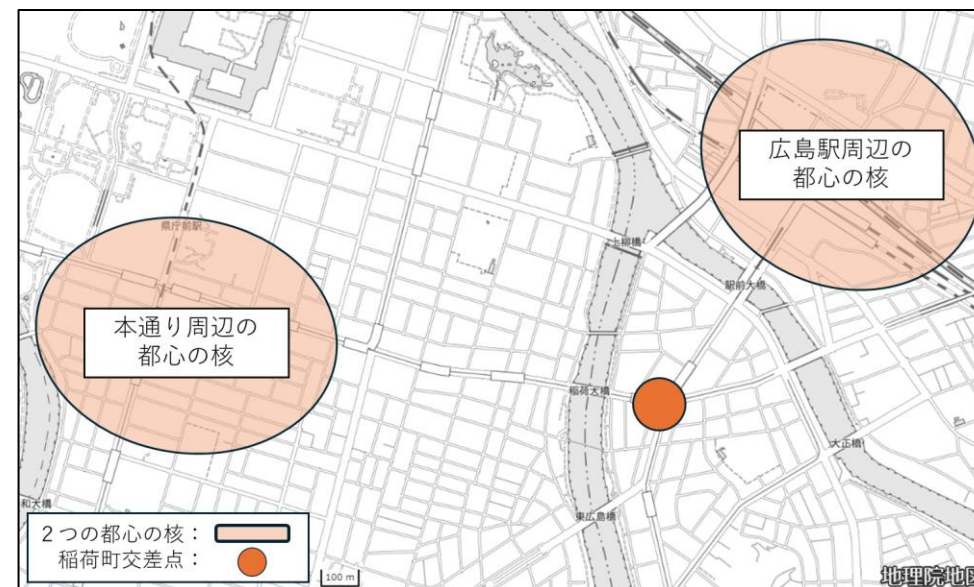 広島駅周辺の
都心の核
県庁前駅
上柳橋
駅前大橋
本通り周辺の
都心の核
稲荷大橋
大正橋
和大橋
東広島橋
2つの都心の核：
稲荷町交差点：
100 m
地理院地図